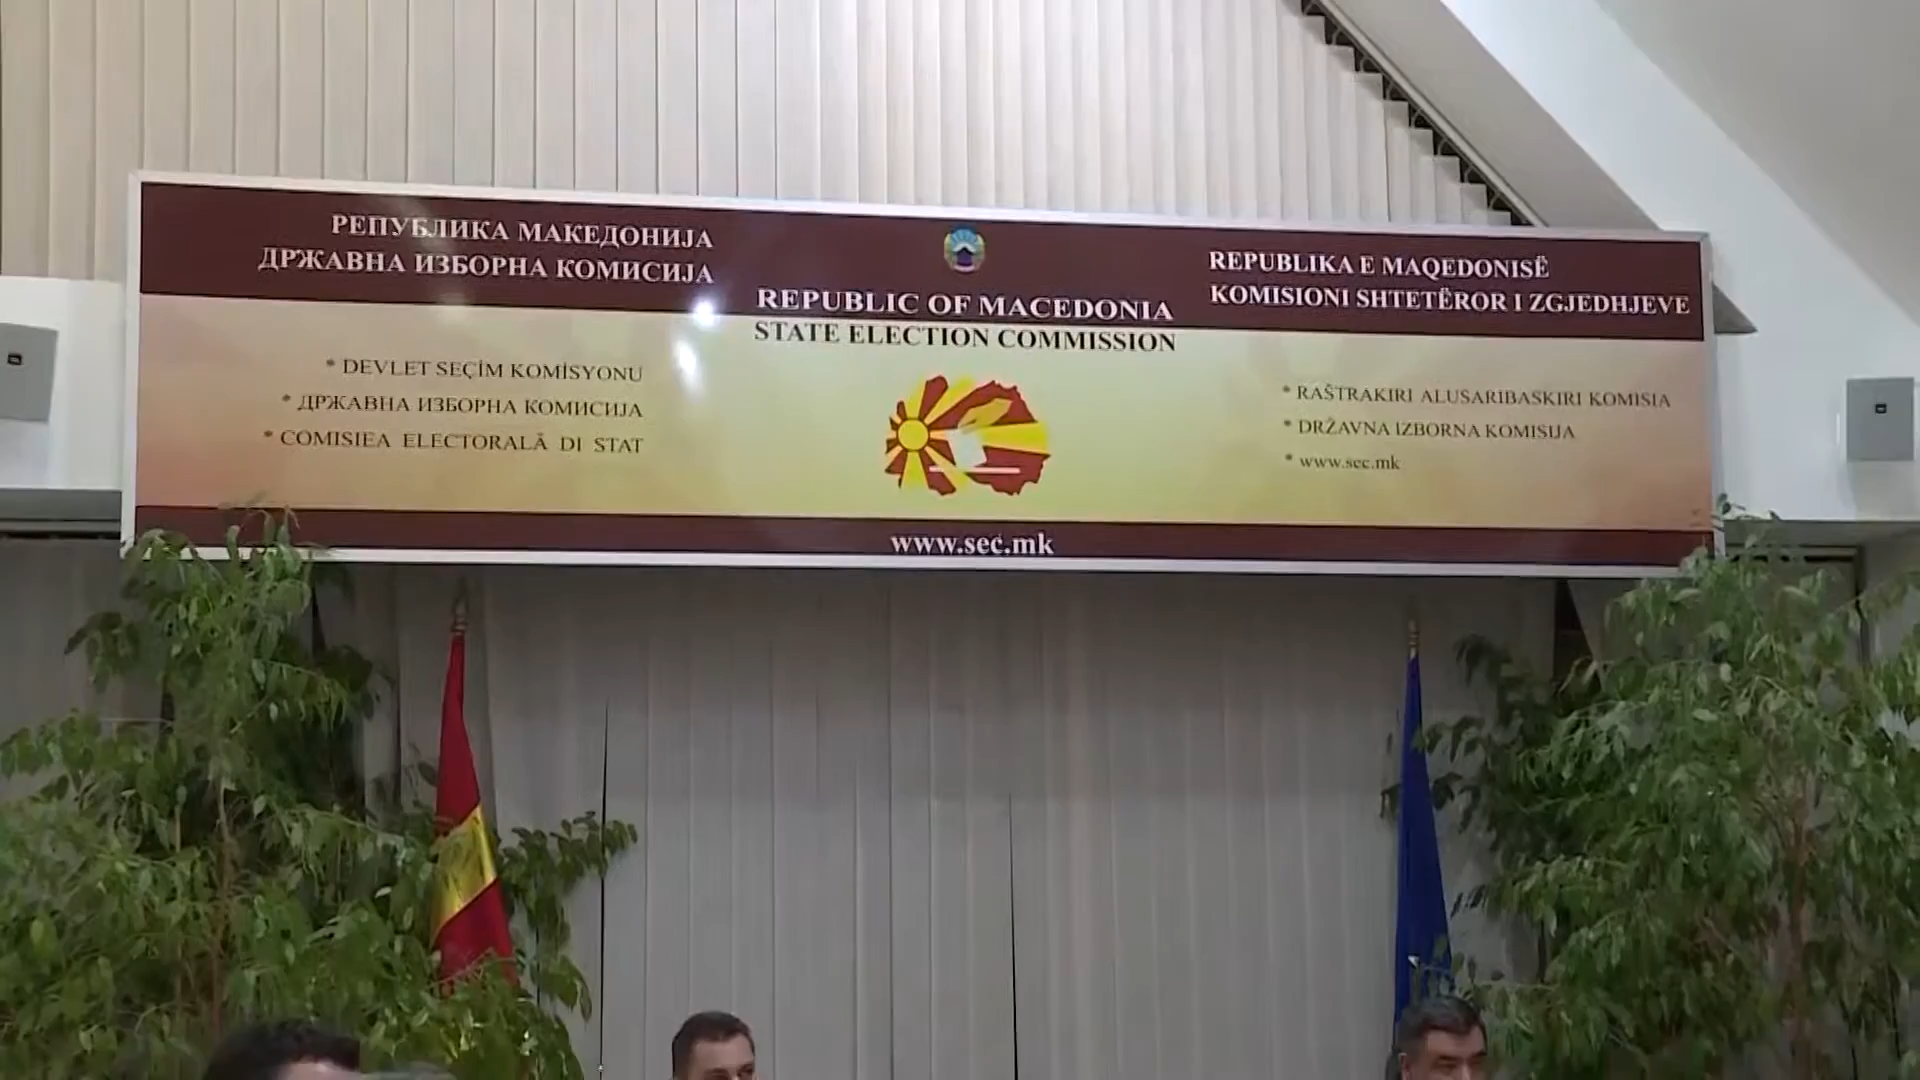 РЕПУБЛИКА МАКЕДОНИЈА
ДРЖАВНА ИЗБОРНА КОМИСИЈА
REPUBLIC OF MACEDONIA
STATE ELECTION COMMISSION
REPUBLIKA E MAQEDONISË
KOMISIONI SHTETËROR I ZGJEDHJEVE
* DEVLET SEÇİM KOMİSYONU
* ДРЖАВНА ИЗБОРНА КОМИСИЈА
* COMISIEA ELECTORALĂ DI STAT
* RAŠTRAKIRI ALUSARIBASKIRI KOMISIA
* DRŽAVNA IZBORNA KOMISIJA
* www.sec.mk
www.sec.mk